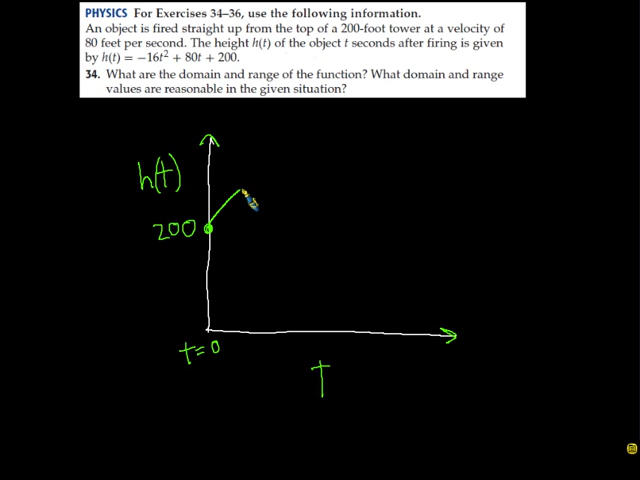 PHYSICS For Exercises 34–36, use the following information.
An object is fired straight up from the top of a 200-foot tower at a velocity of
80 feet per second. The height h(t) of the object t seconds after firing is given
by h(t) = −16t² + 80t + 200.
34. What are the domain and range of the function? What domain and range
values are reasonable in the given situation?
h(t)
200
t=0
T